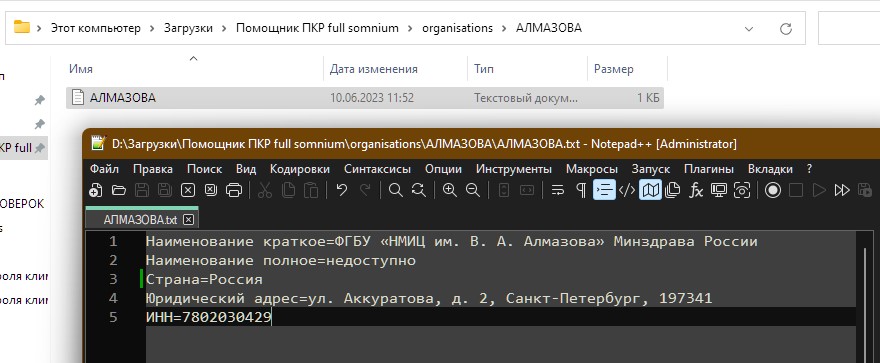 Этот компьютер > Загрузки > Помощник ПКР full somnium > organisations > АЛМАЗОВА
Имя Дата изменения Тип Размер
АЛМАЗОВА 10.06.2023 11:52 Текстовый докум... 1 КБ
КР full
ОВЕРОК
s
роля клим
роля клим
D:\Загрузки\Помощник ПКР full somnium\organisations\АЛМАЗОВА\АЛМАЗОВА.txt - Notepad++ [Administrator]
Файл Правка Поиск Вид Кодировки Синтаксисы Опции Инструменты Макросы Запуск Плагины Вкладки ?
АЛМАЗОВА.txt
1 Наименование краткое=ФГБУ «НМИЦ им. В. А. Алмазова» Минздрава России
2 Наименование полное=недоступно
3 Страна=Россия
4 Юридический адрес=ул. Аккуратова, д. 2, Санкт-Петербург, 197341
5 ИНН=7802030429